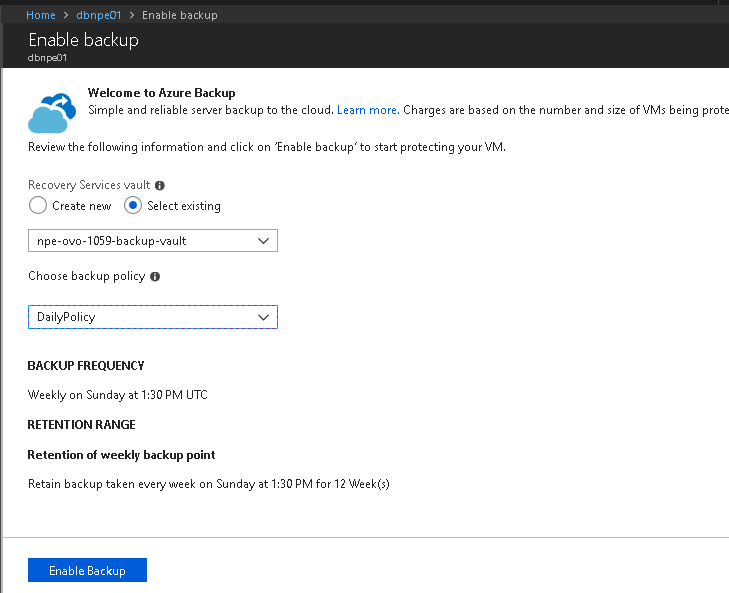 Home > dbnpe01 > Enable backup
Enable backup
dbnpe01
Welcome to Azure Backup
Simple and reliable server backup to the cloud. Learn more. Charges are based on the number and size of VMs being prote
Review the following information and click on 'Enable backup' to start protecting your VM.
Recovery Services vault
Create new Select existing
npe-ovo-1059-backup-vault
Choose backup policy
DailyPolicy
BACKUP FREQUENCY
Weekly on Sunday at 1:30 PM UTC
RETENTION RANGE
Retention of weekly backup point
Retain backup taken every week on Sunday at 1:30 PM for 12 Week(s)
Enable Backup